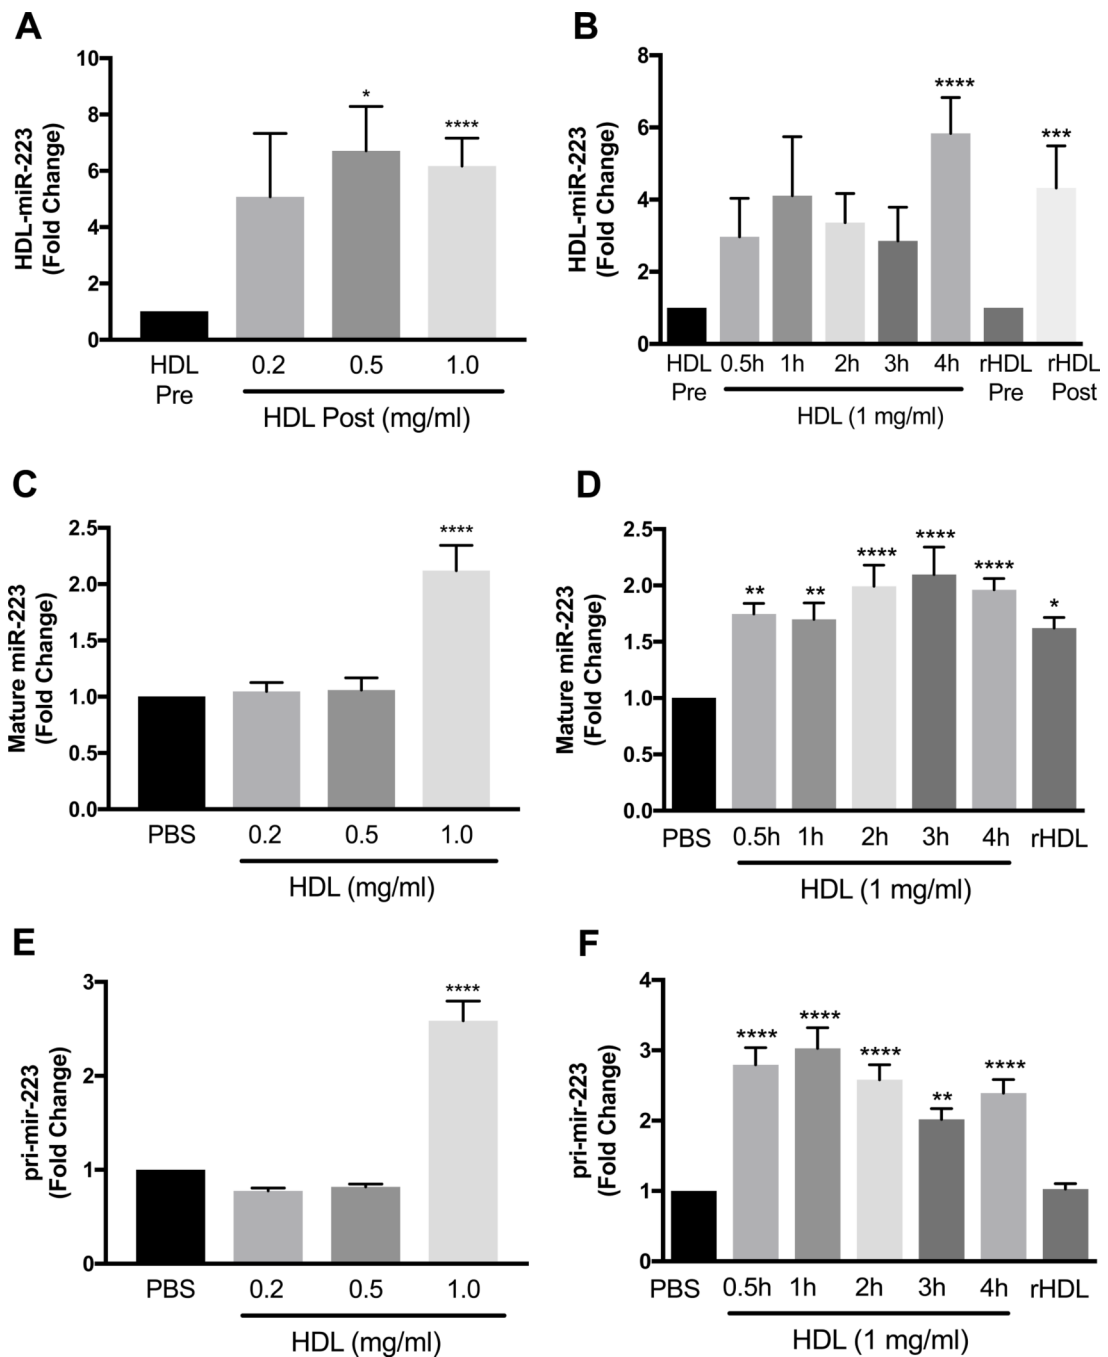 A
HDL-miR-223
(Fold Change)
10
8
6
4
2
0
*
****
HDL
Pre
0.2
0.5
1.0
HDL Post (mg/ml)
B
HDL-miR-223
(Fold Change)
8
6
4
2
0
****
***
HDL
Pre
0.5h
1h
2h
3h
4h
rHDL
Pre
rHDL
Post
HDL (1 mg/ml)
C
Mature miR-223
(Fold Change)
2.5
2.0
1.5
1.0
0.5
0.0
****
PBS
0.2
0.5
1.0
HDL (mg/ml)
D
Mature miR-223
(Fold Change)
2.5
2.0
1.5
1.0
0.5
0.0
**
**
****
****
****
*
PBS
0.5h
1h
2h
3h
4h
rHDL
HDL (1 mg/ml)
E
pri-mir-223
(Fold Change)
3
2
1
0
****
PBS
0.2
0.5
1.0
HDL (mg/ml)
F
pri-mir-223
(Fold Change)
4
3
2
1
0
****
****
****
**
****
PBS
0.5h
1h
2h
3h
4h
rHDL
HDL (1 mg/ml)